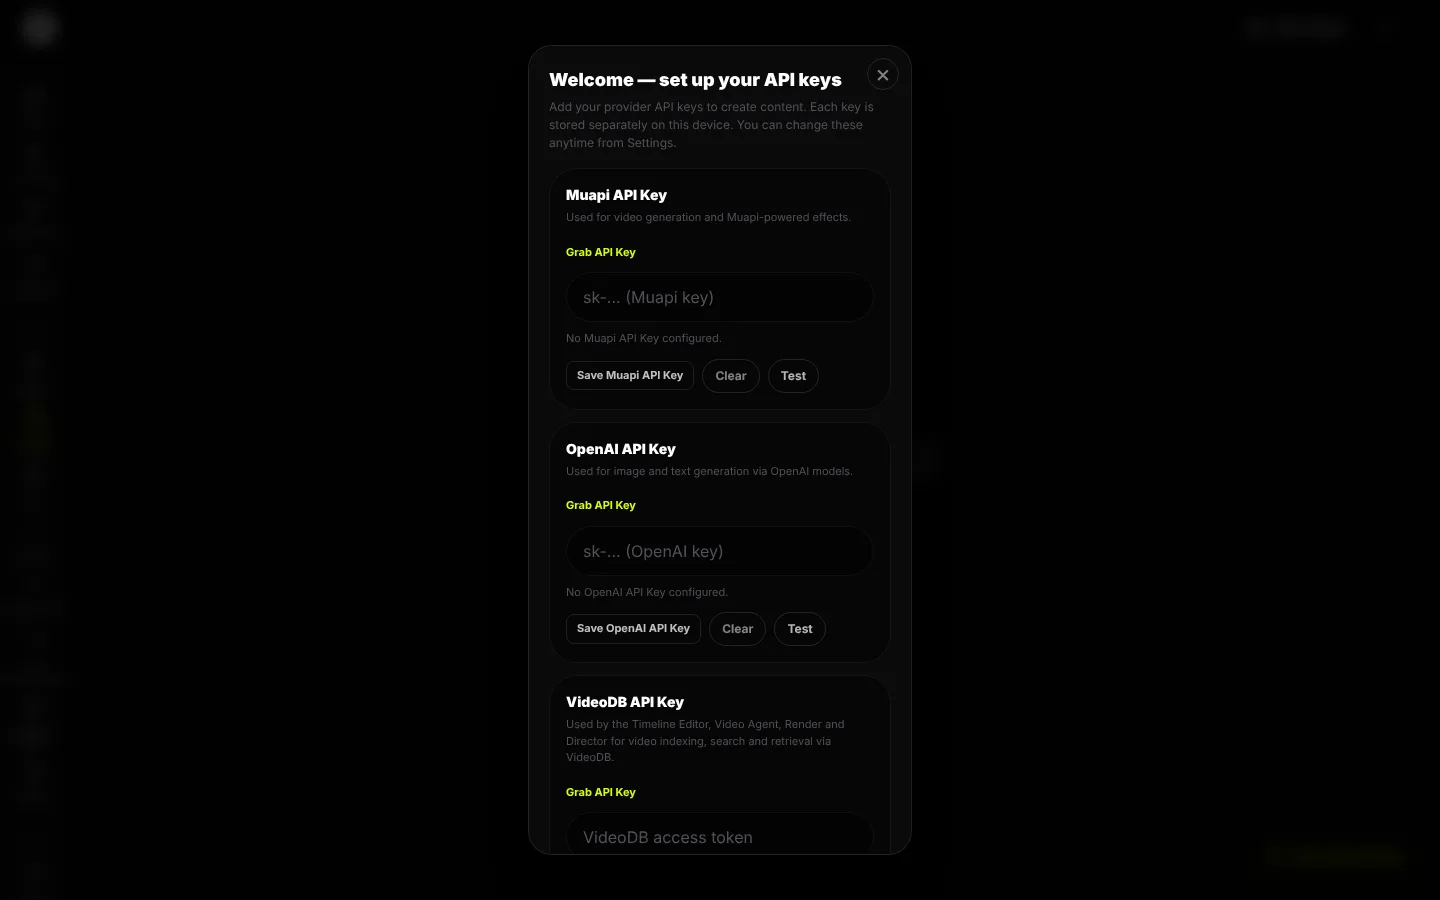 Welcome — set up your API keys
Add your provider API keys to create content. Each key is
stored separately on this device. You can change these
anytime from Settings.
Muapi API Key
Used for video generation and Muapi-powered effects.
Grab API Key
sk-... (Muapi key)
No Muapi API Key configured.
Save Muapi API Key
Clear
Test
OpenAI API Key
Used for image and text generation via OpenAI models.
Grab API Key
sk-... (OpenAI key)
No OpenAI API Key configured.
Save OpenAI API Key
Clear
Test
VideoDB API Key
Used by the Timeline Editor, Video Agent, Render and
Director for video indexing, search and retrieval via
VideoDB.
Grab API Key
VideoDB access token